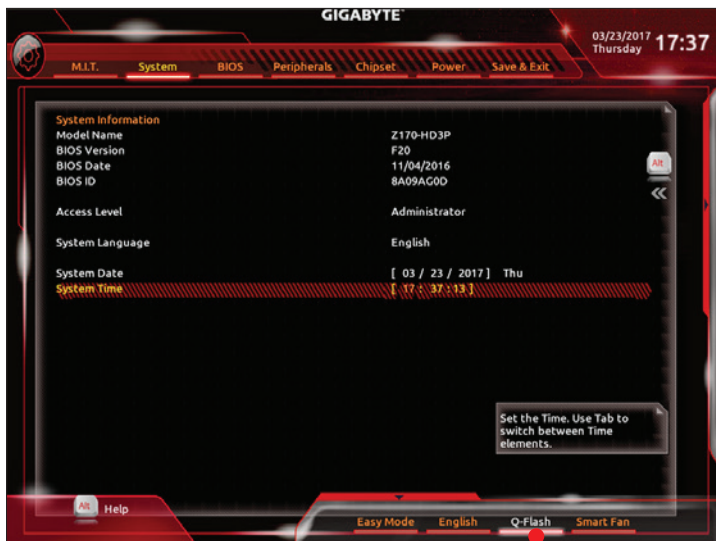 GIGABYTE
03/23/2017 Thursday 17:37
M.I.T. System BIOS Peripherals Chipset Power Save & Exit
System Information
Model Name Z170-HD3P
BIOS Version F20
BIOS Date 11/04/2016
BIOS ID 8A09AG0D
Access Level Administrator
System Language English
System Date [ 03 / 23 / 2017 ] Thu
System Time [ 17 : 37 : 13 ]
Alt
Set the Time. Use Tab to
switch between Time
elements.
Alt Help
Easy Mode English Q-Flash Smart Fan